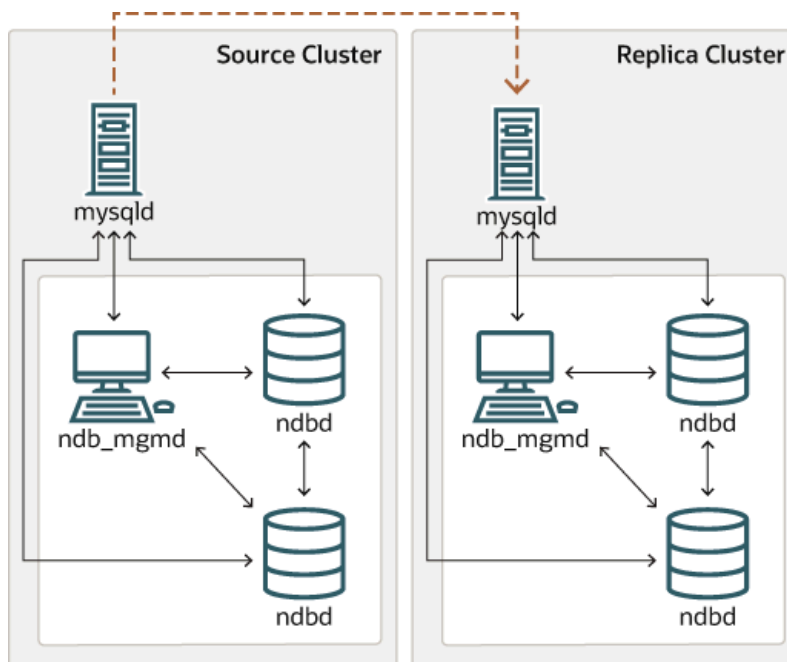 Source Cluster
mysqld
ndb_mgmd
ndbd
ndbd
Replica Cluster
mysqld
ndb_mgmd
ndbd
ndbd